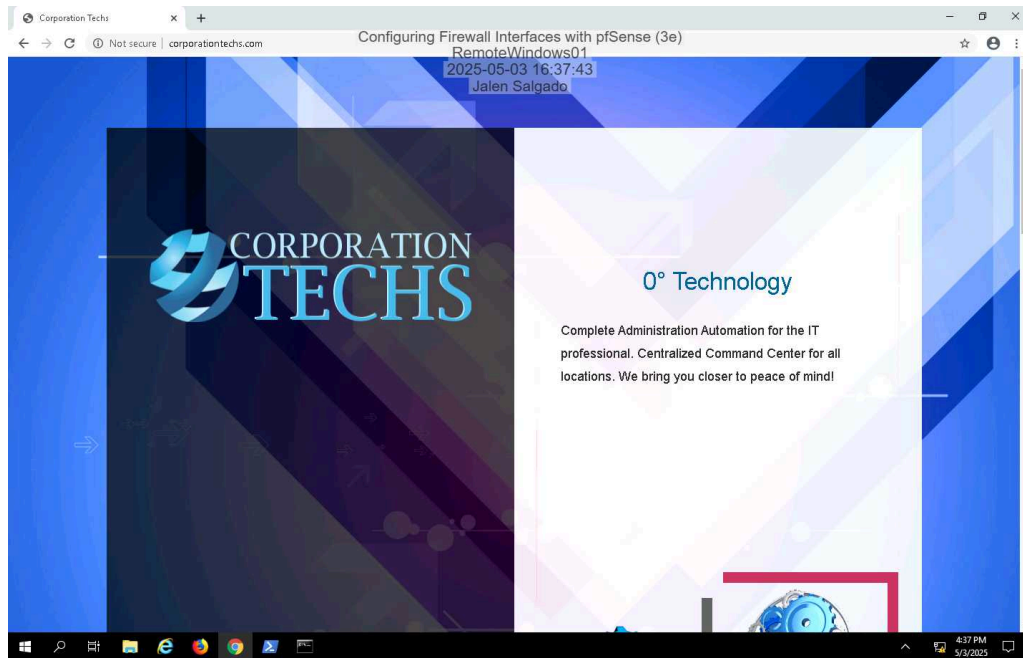 Corporation Techs
Not secure | corporationtechs.com
Configuring Firewall Interfaces with pfSense (3e)
RemoteWindows01
2025-05-03 16:37:43
Jalen Salgado
CORPORATION
TECHS
0° Technology
Complete Administration Automation for the IT
professional. Centralized Command Center for all
locations. We bring you closer to peace of mind!
4:37 PM
5/3/2025